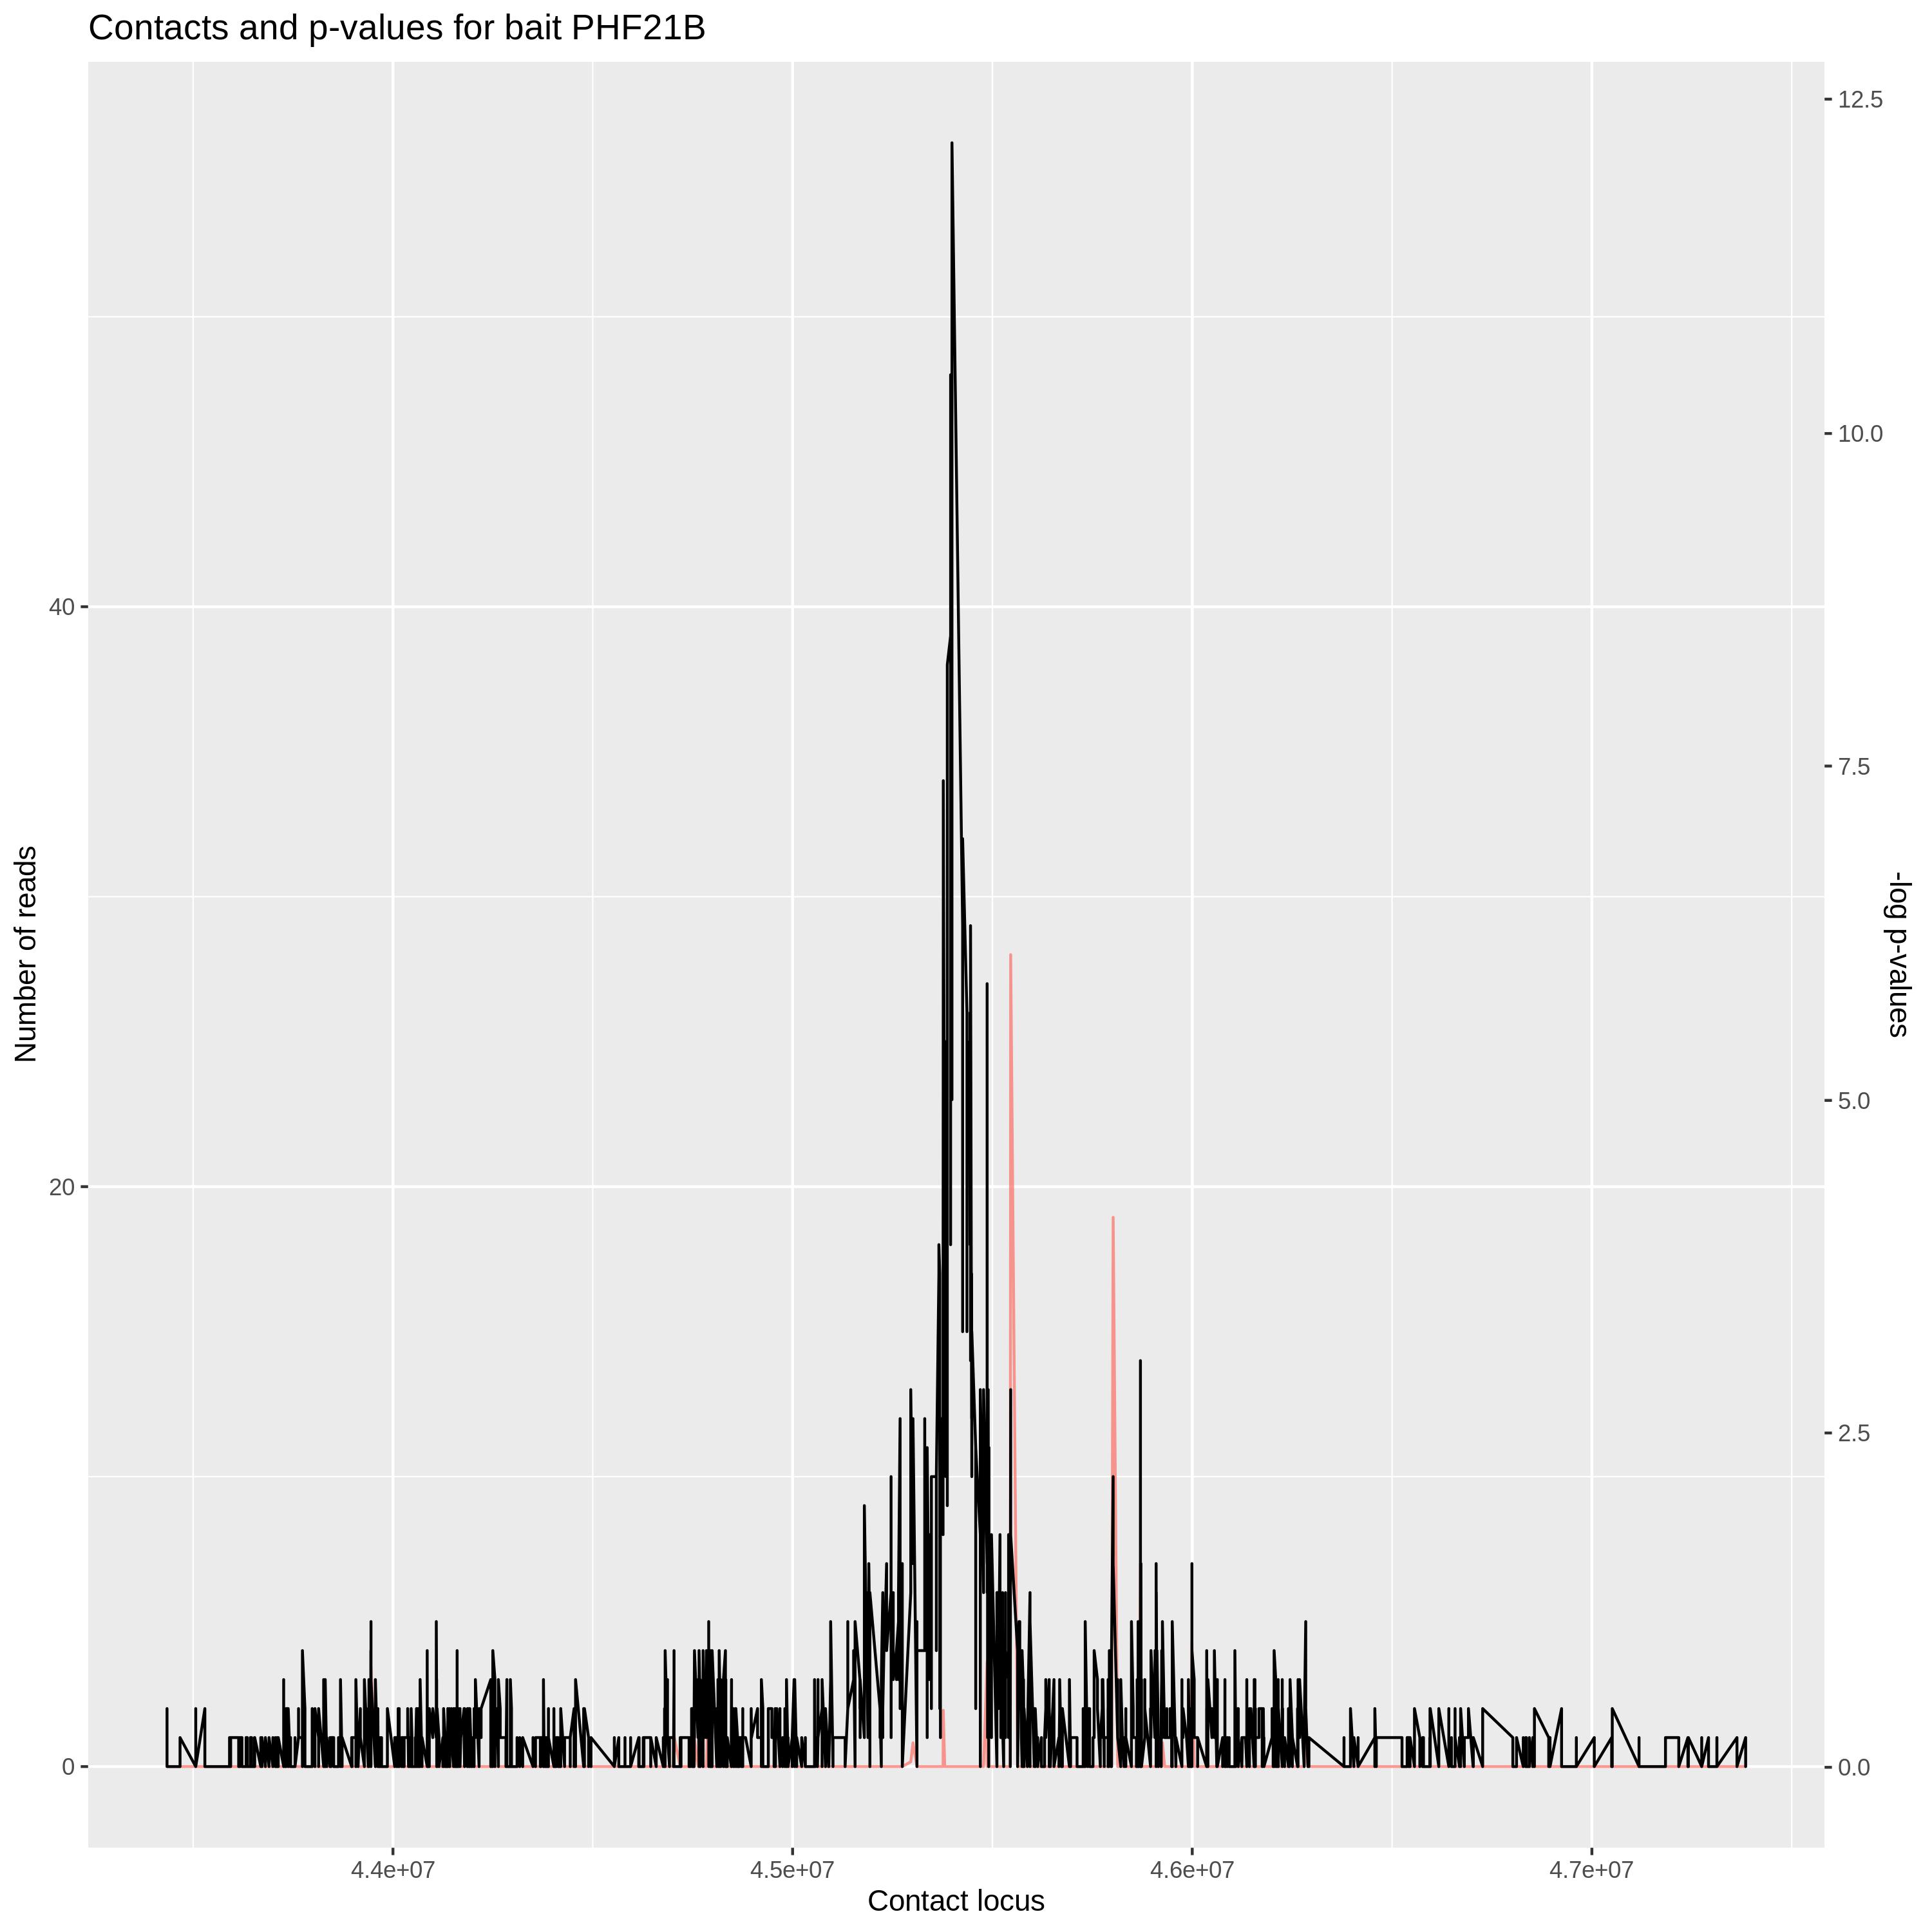 Contacts and p-values for bait PHF21B
12.5
10.0
7.5
5.0
2.5
0.0
40
20
0
Number of reads
-log p-values
4.4e+07 4.5e+07 4.6e+07 4.7e+07
Contact locus